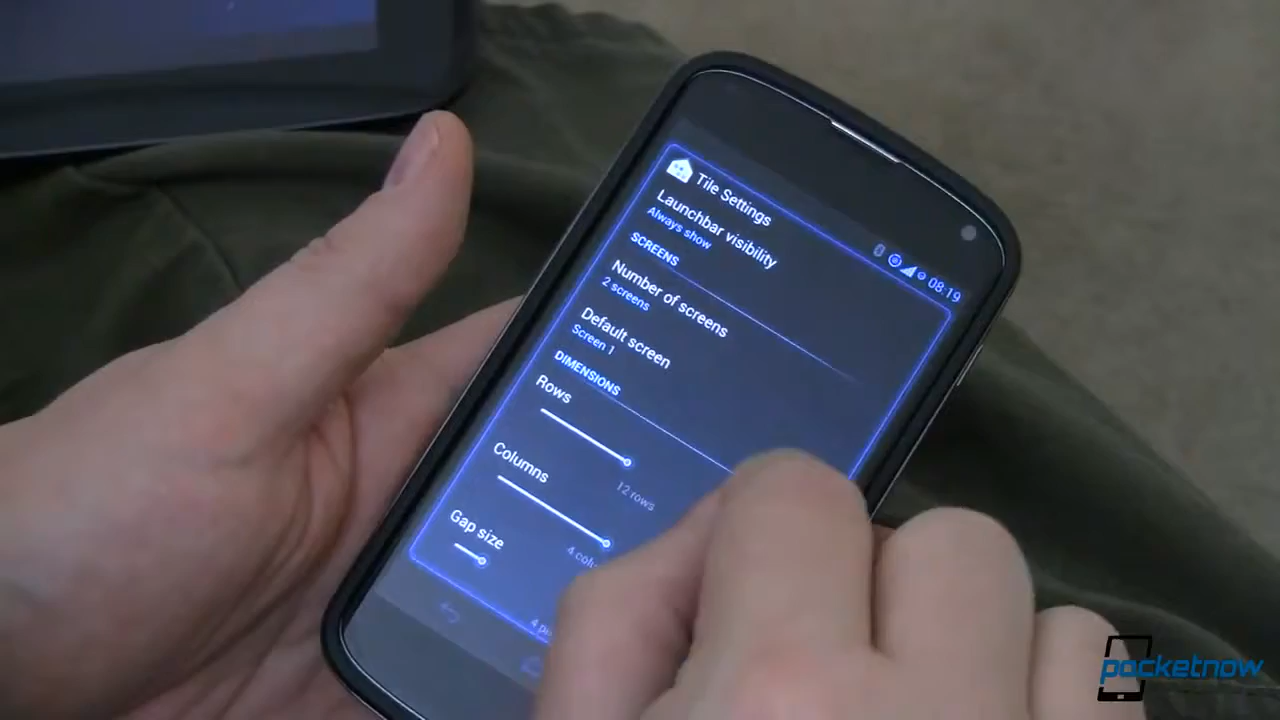 08:19
Tile Settings
Launchbar visibility
Always show
SCREENS
Number of screens
2 screens
Default screen
Screen 1
DIMENSIONS
Rows
12 rows
Columns
Gap size
pocketnow